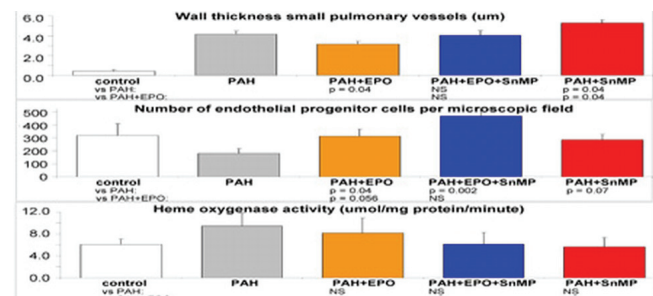 Wall thickness small pulmonary vessels (um)
6.0
4.0
2.0
0.0
control PAH PAH+EPO PAH+EPO+SnMP PAH+SnMP
vs PAH: p = 0.04 NS p = 0.04
vs PAH+EPO: NS p = 0.04
Number of endothelial progenitor cells per microscopic field
500
400
300
200
100
0
control PAH PAH+EPO PAH+EPO+SnMP PAH+SnMP
vs PAH: p = 0.04 p = 0.002 p = 0.07
vs PAH+EPO: p = 0.056 NS
Heme oxygenase activity (umol/mg protein/minute)
12.0
8.0
4.0
0.0
control PAH PAH+EPO PAH+EPO+SnMP PAH+SnMP
vs PAH: NS NS NS